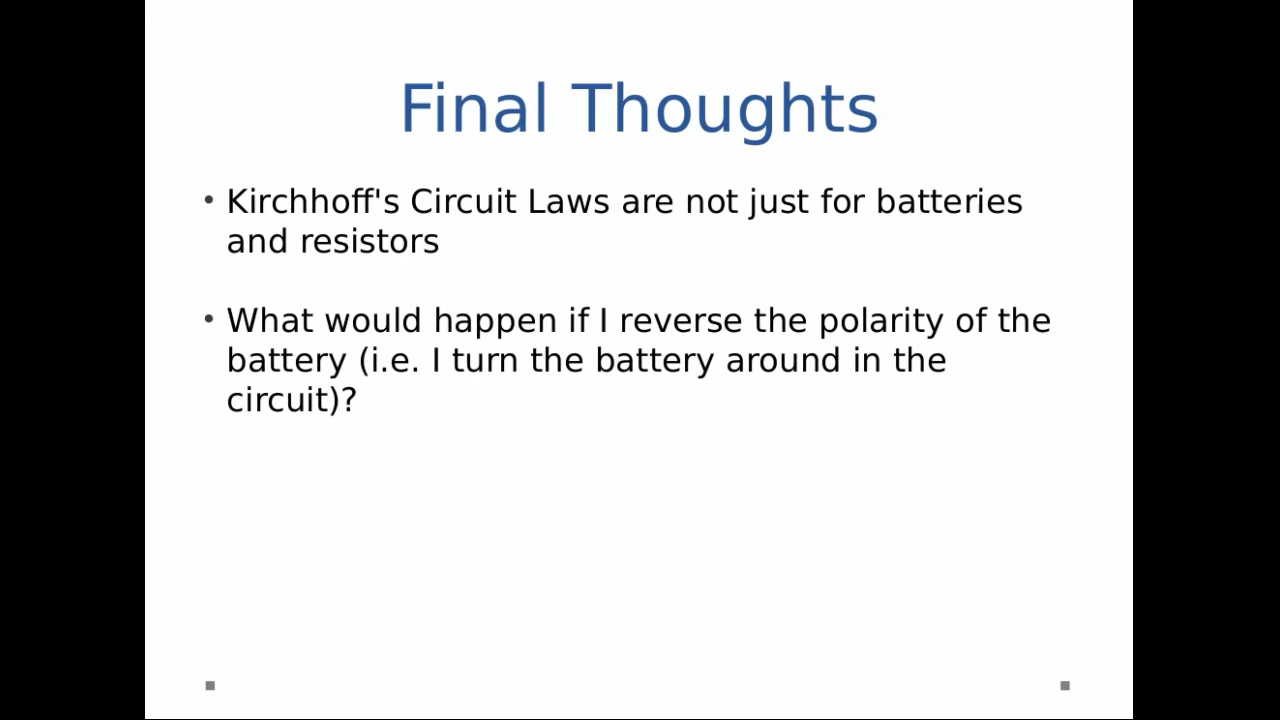 Final Thoughts
• Kirchhoff's Circuit Laws are not just for batteries
and resistors
• What would happen if I reverse the polarity of the
battery (i.e. I turn the battery around in the
circuit)?